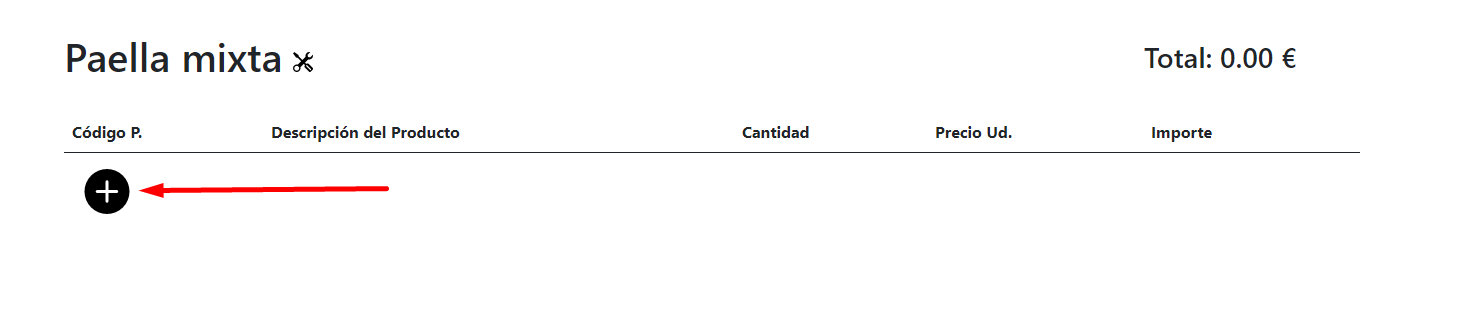 Paella mixta
Total: 0.00 €
Código P. Descripción del Producto Cantidad Precio Ud. Importe